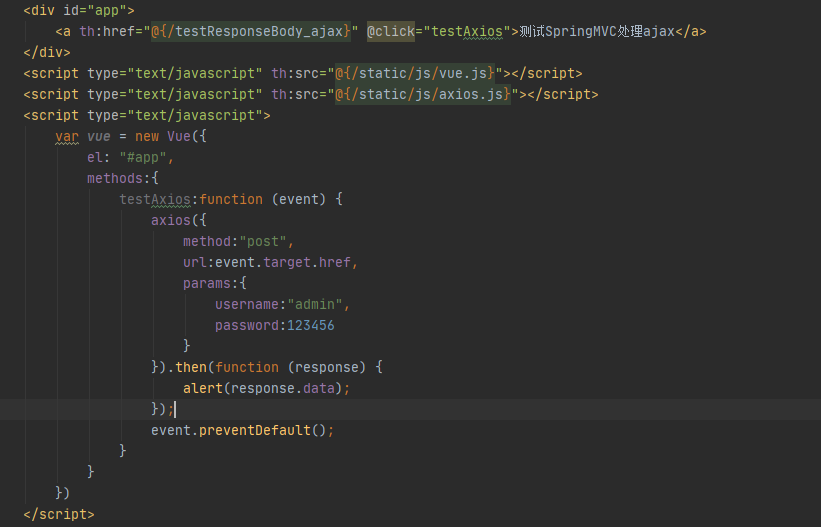 <div id="app">
    <a th:href="@{/testResponseBody_ajax}" @click="testAxios">测试SpringMVC处理ajax</a>
</div>
<script type="text/javascript" th:src="@{/static/js/vue.js}"></script>
<script type="text/javascript" th:src="@{/static/js/axios.js}"></script>
<script type="text/javascript">
    var vue = new Vue({
        el: "#app",
        methods:{
            testAxios:function (event) {
                axios({
                    method:"post",
                    url:event.target.href,
                    params:{
                        username:"admin",
                        password:123456
                    }
                }).then(function (response) {
                    alert(response.data);
                });
                event.preventDefault();
            }
        }
    })
</script>